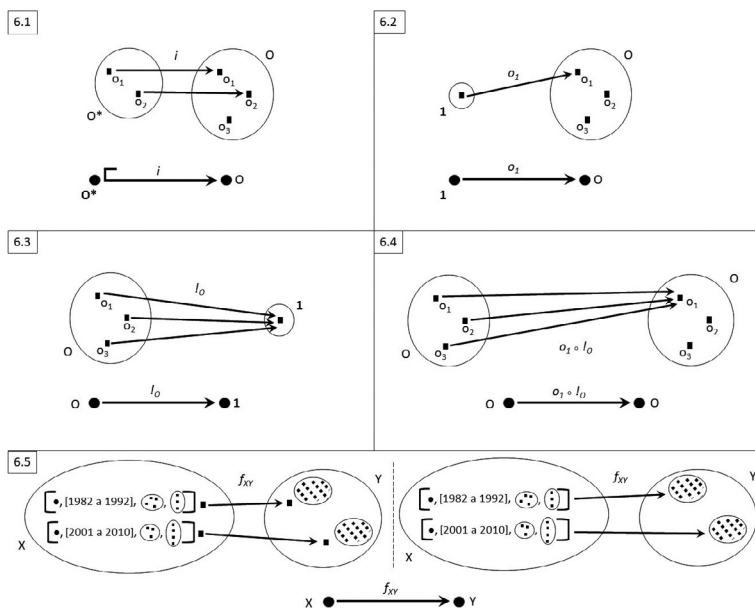 6.1
i
O
o1
o1
o2
o2
O*
o3
i
O*
O
6.2
o1
O
o1
1
o2
o3
o1
1
O
6.3
lO
o1
1
o2
O
o3
lO
O
1
6.4
O
o1
o1
o2
o2
O
o3
o1 ∘ lO
o3
o1 ∘ lO
O
O
6.5
fXY
Y
[●, [1982 a 1992], , ]
[●, [2001 a 2010], , ]
X
fXY
Y
[●, [1982 a 1992], , ]
[●, [2001 a 2010], , ]
X
fXY
X
Y